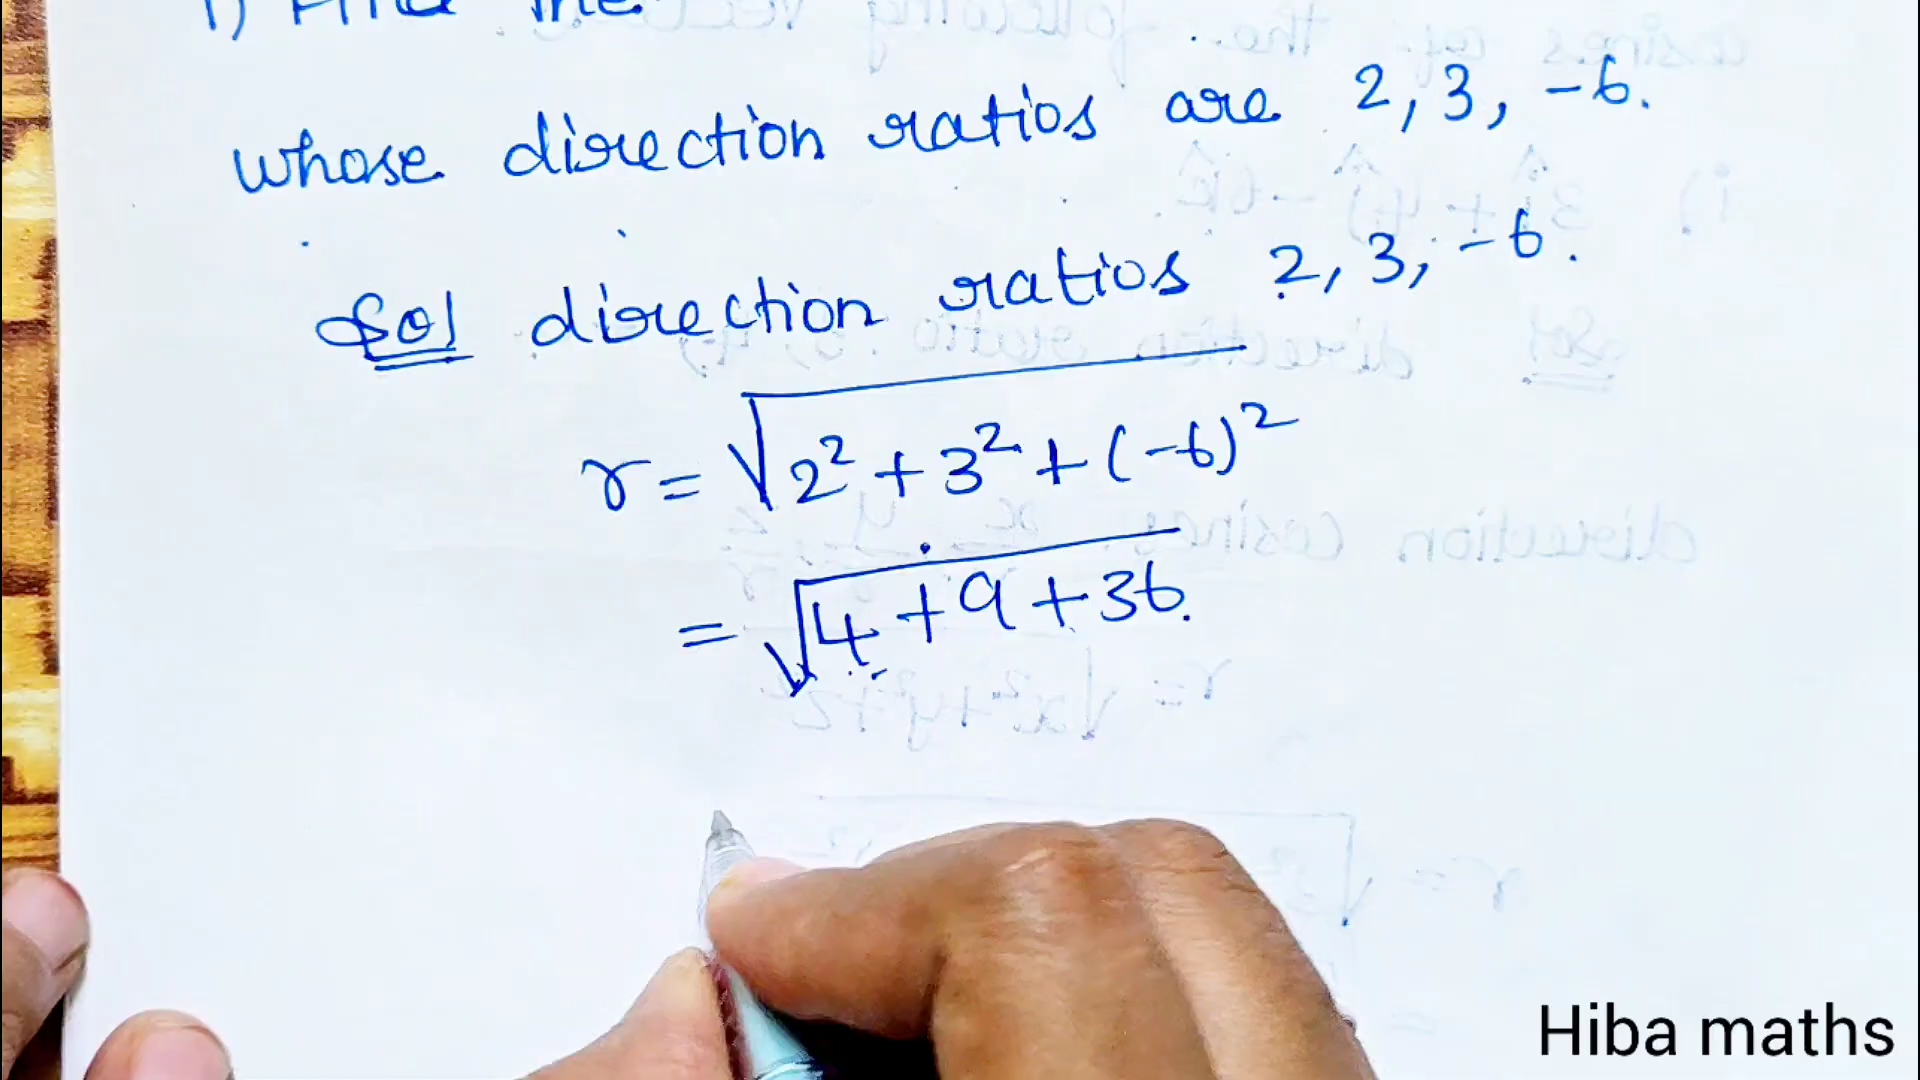 whose direction ratios are 2, 3, -6.
Sol direction ratios 2, 3, -6.
r = √2² + 3² + (-6)²
= √4 + 9 + 36.
Hiba maths